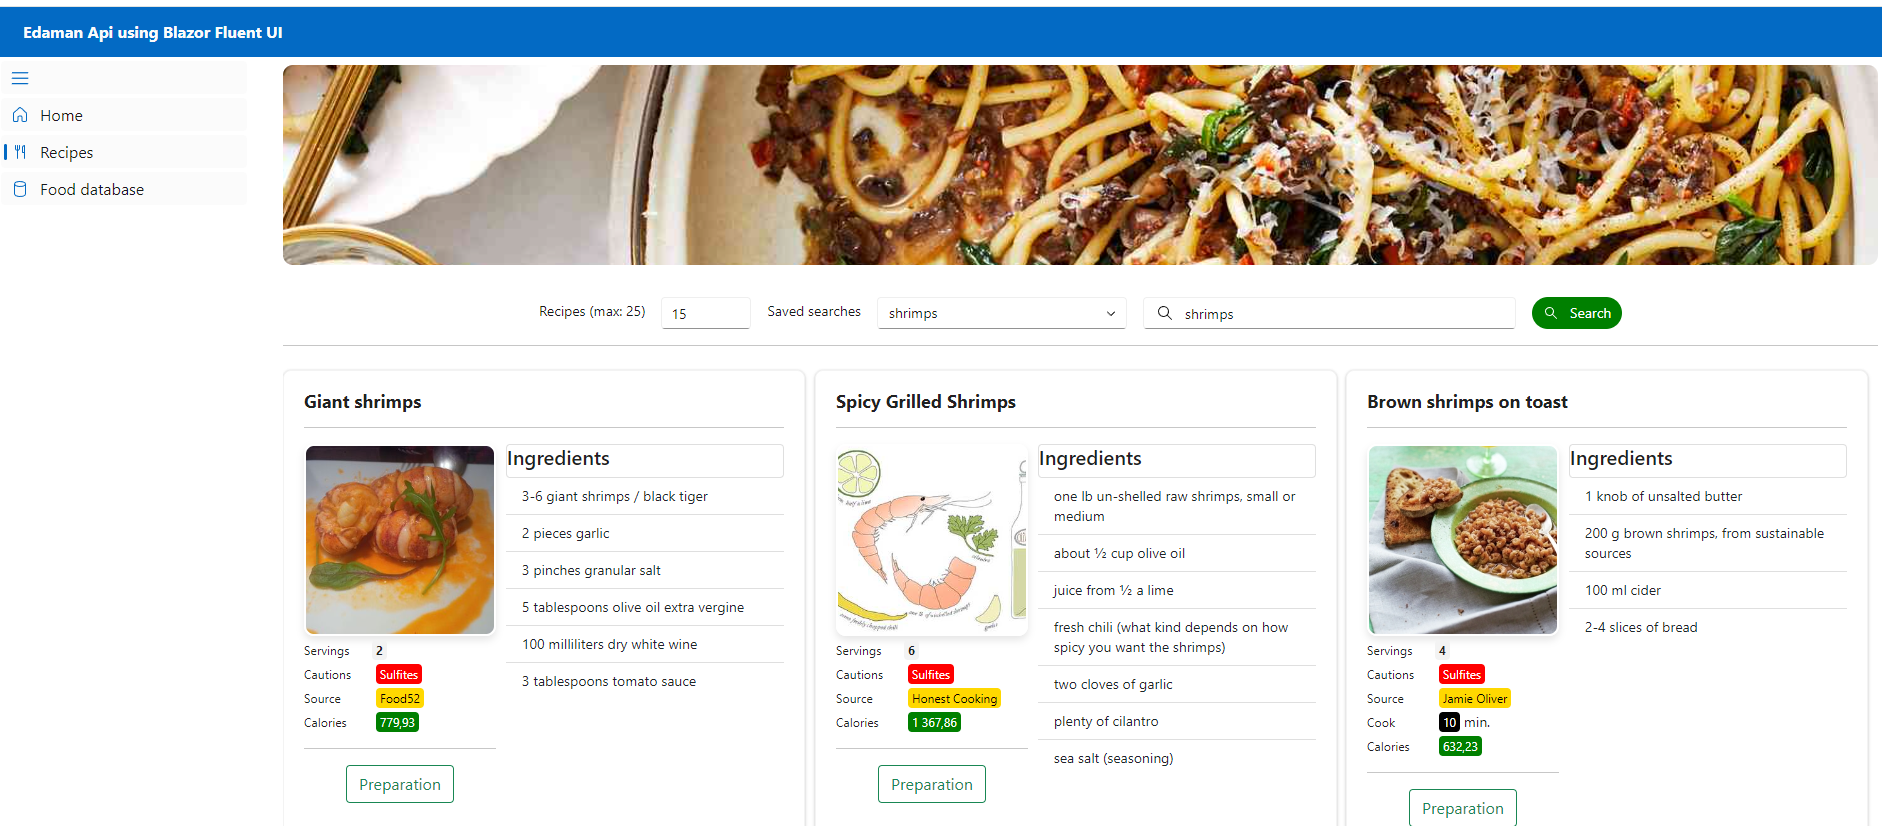 Edaman Api using Blazor Fluent UI
Home
Recipes
Food database
Recipes (max: 25)
15
Saved searches
shrimps
shrimps
Search
Giant shrimps
Ingredients
3-6 giant shrimps / black tiger
2 pieces garlic
3 pinches granular salt
5 tablespoons olive oil extra vergine
100 milliliters dry white wine
3 tablespoons tomato sauce
Servings 2
Cautions Sulfites
Source Food52
Calories 779,93
Preparation
Spicy Grilled Shrimps
half a lime
cilantro
garlic
Ingredients
one lb un-shelled raw shrimps, small or
medium
about ½ cup olive oil
juice from ½ a lime
fresh chili (what kind depends on how
spicy you want the shrimps)
two cloves of garlic
plenty of cilantro
sea salt (seasoning)
Servings 6
Cautions Sulfites
Source Honest Cooking
Calories 1 367,86
Preparation
Brown shrimps on toast
Ingredients
1 knob of unsalted butter
200 g brown shrimps, from sustainable
sources
100 ml cider
2-4 slices of bread
Servings 4
Cautions Sulfites
Source Jamie Oliver
Cook 10 min.
Calories 632,23
Preparation